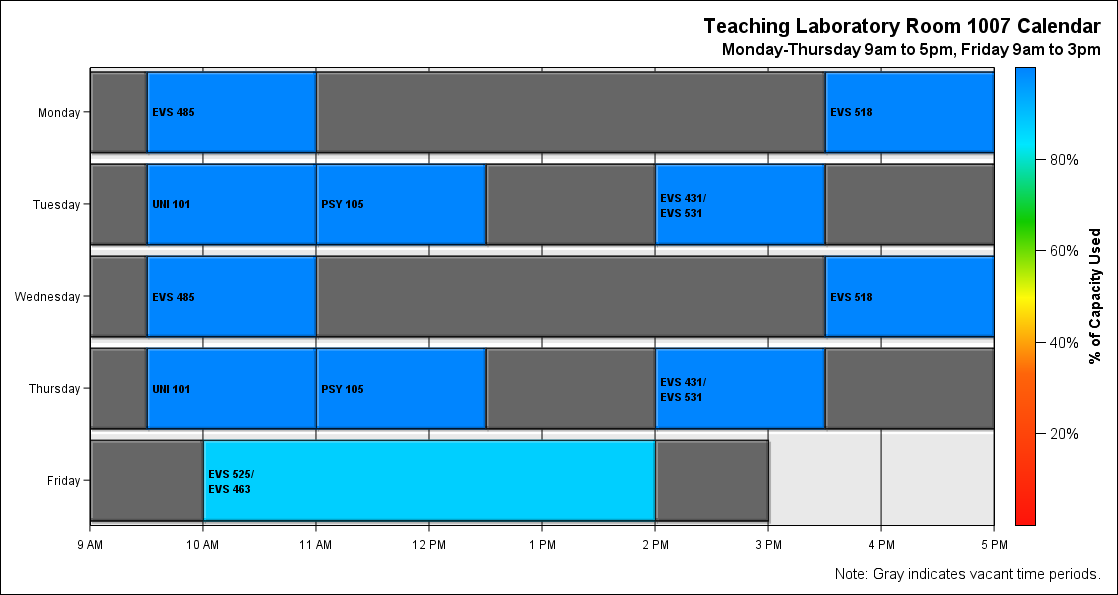 Teaching Laboratory Room 1007 Calendar
Monday-Thursday 9am to 5pm, Friday 9am to 3pm
Monday
EVS 485
EVS 518
Tuesday
UNI 101
PSY 105
EVS 431/
EVS 531
Wednesday
EVS 485
EVS 518
Thursday
UNI 101
PSY 105
EVS 431/
EVS 531
Friday
EVS 525/
EVS 463
9 AM
10 AM
11 AM
12 PM
1 PM
2 PM
3 PM
4 PM
5 PM
80%
60%
40%
20%
% of Capacity Used
Note: Gray indicates vacant time periods.